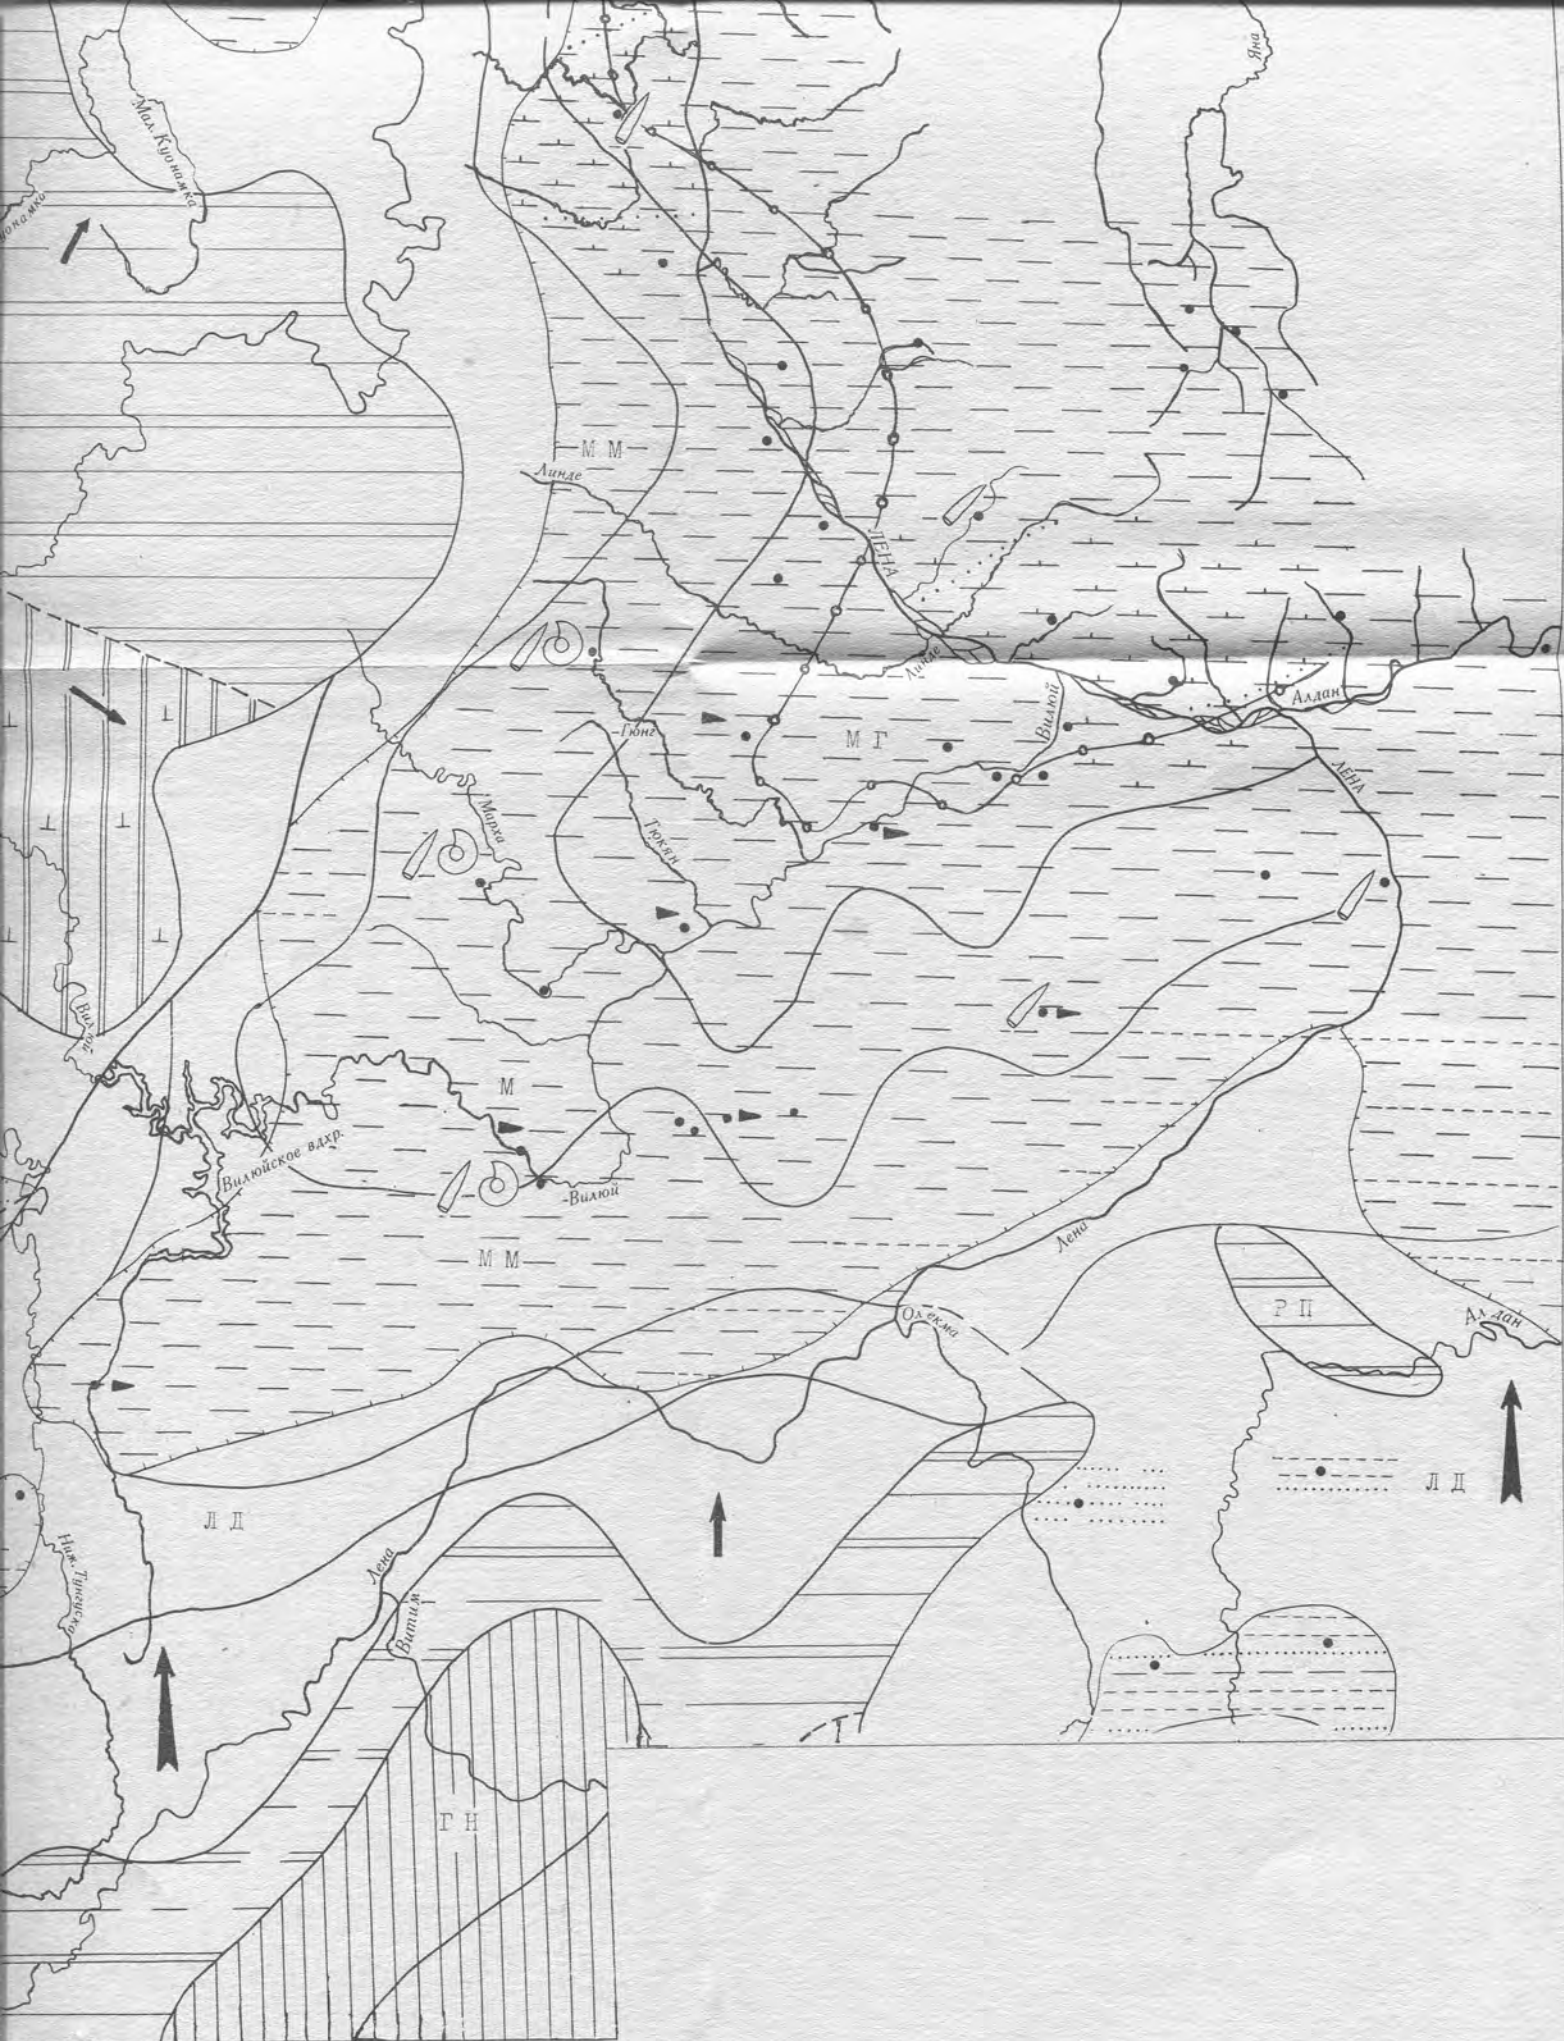 Яна
Мал. Куонамка
М М
Линде
ЛЕНА
Линде
Алдан
Вилюй
Тюнг
М Г
ЛЕНА
Марха
Тюкян
Вилюй
М
Вилюйское вдхр.
Вилюй
Лена
М М
Олекма
Р П
Алдан
Л Д
Л Д
Ниж. Тунгуска
Лена
Витим
Г Н